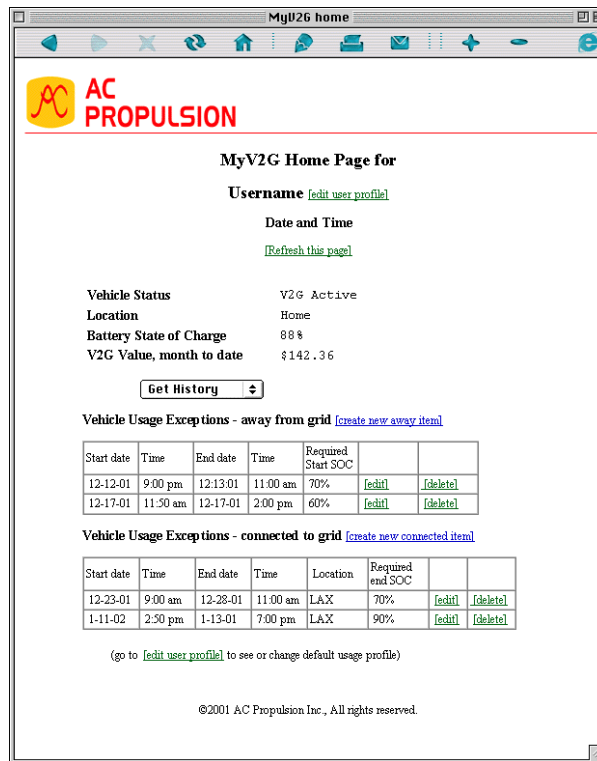 MyV2G home
AC
PROPULSION
MyV2G Home Page for
Username [edit user profile]
Date and Time
[Refresh this page]
Vehicle Status V2G Active
Location Home
Battery State of Charge 88%
V2G Value, month to date $142.36
Get History
Vehicle Usage Exceptions - away from grid [create new away item]
Start date Time End date Time Required
Start SOC
12-12-01 9:00 pm 12:13:01 11:00 am 70% [edit] [delete]
12-17-01 11:50 am 12-17-01 2:00 pm 60% [edit] [delete]
Vehicle Usage Exceptions - connected to grid [create new connected item]
Start date Time End date Time Location Required
end SOC
12-23-01 9:00 am 12-28-01 11:00 am LAX 70% [edit] [delete]
1-11-02 2:50 pm 1-13-01 7:00 pm LAX 90% [edit] [delete]
(go to [edit user profile] to see or change default usage profile)
©2001 AC Propulsion Inc., All rights reserved.